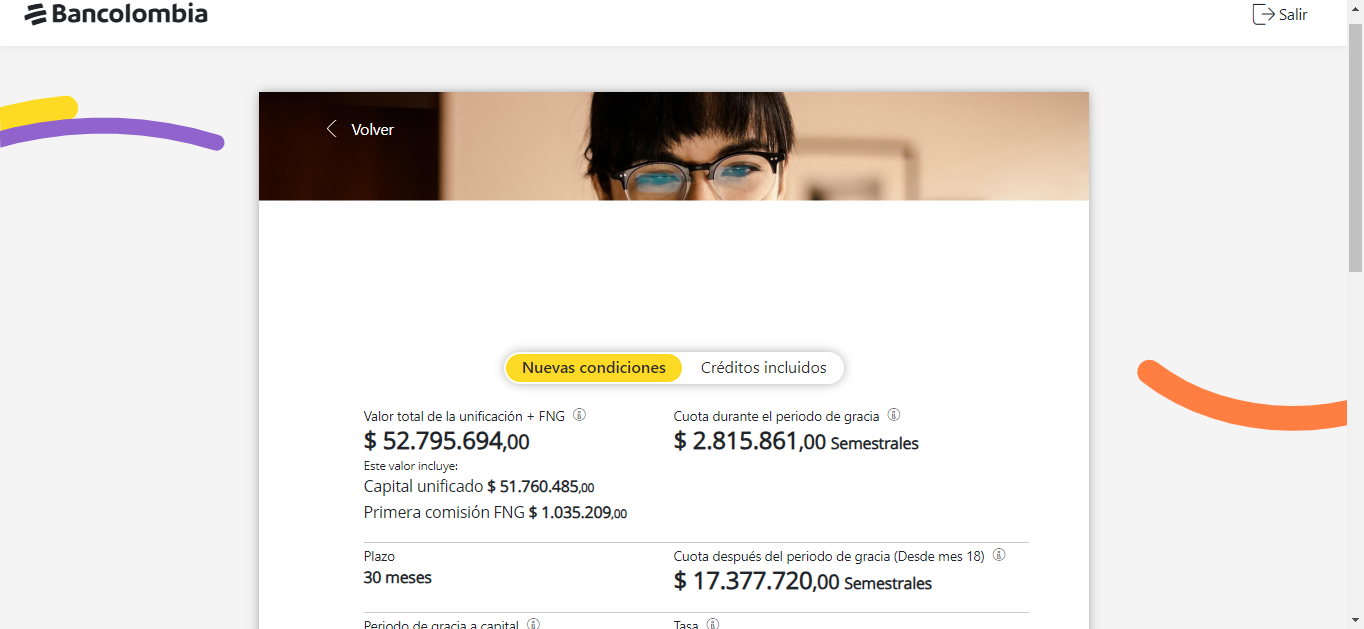 Bancolombia
Salir
Volver
Nuevas condiciones
Créditos incluidos
Valor total de la unificación + FNG
$ 52.795.694,00
Este valor incluye:
Capital unificado $ 51.760.485,00
Primera comisión FNG $ 1.035.209,00
Cuota durante el periodo de gracia
$ 2.815.861,00 Semestrales
Plazo
30 meses
Cuota después del periodo de gracia (Desde mes 18)
$ 17.377.720,00 Semestrales
Periodo de gracia a capital
Tasa